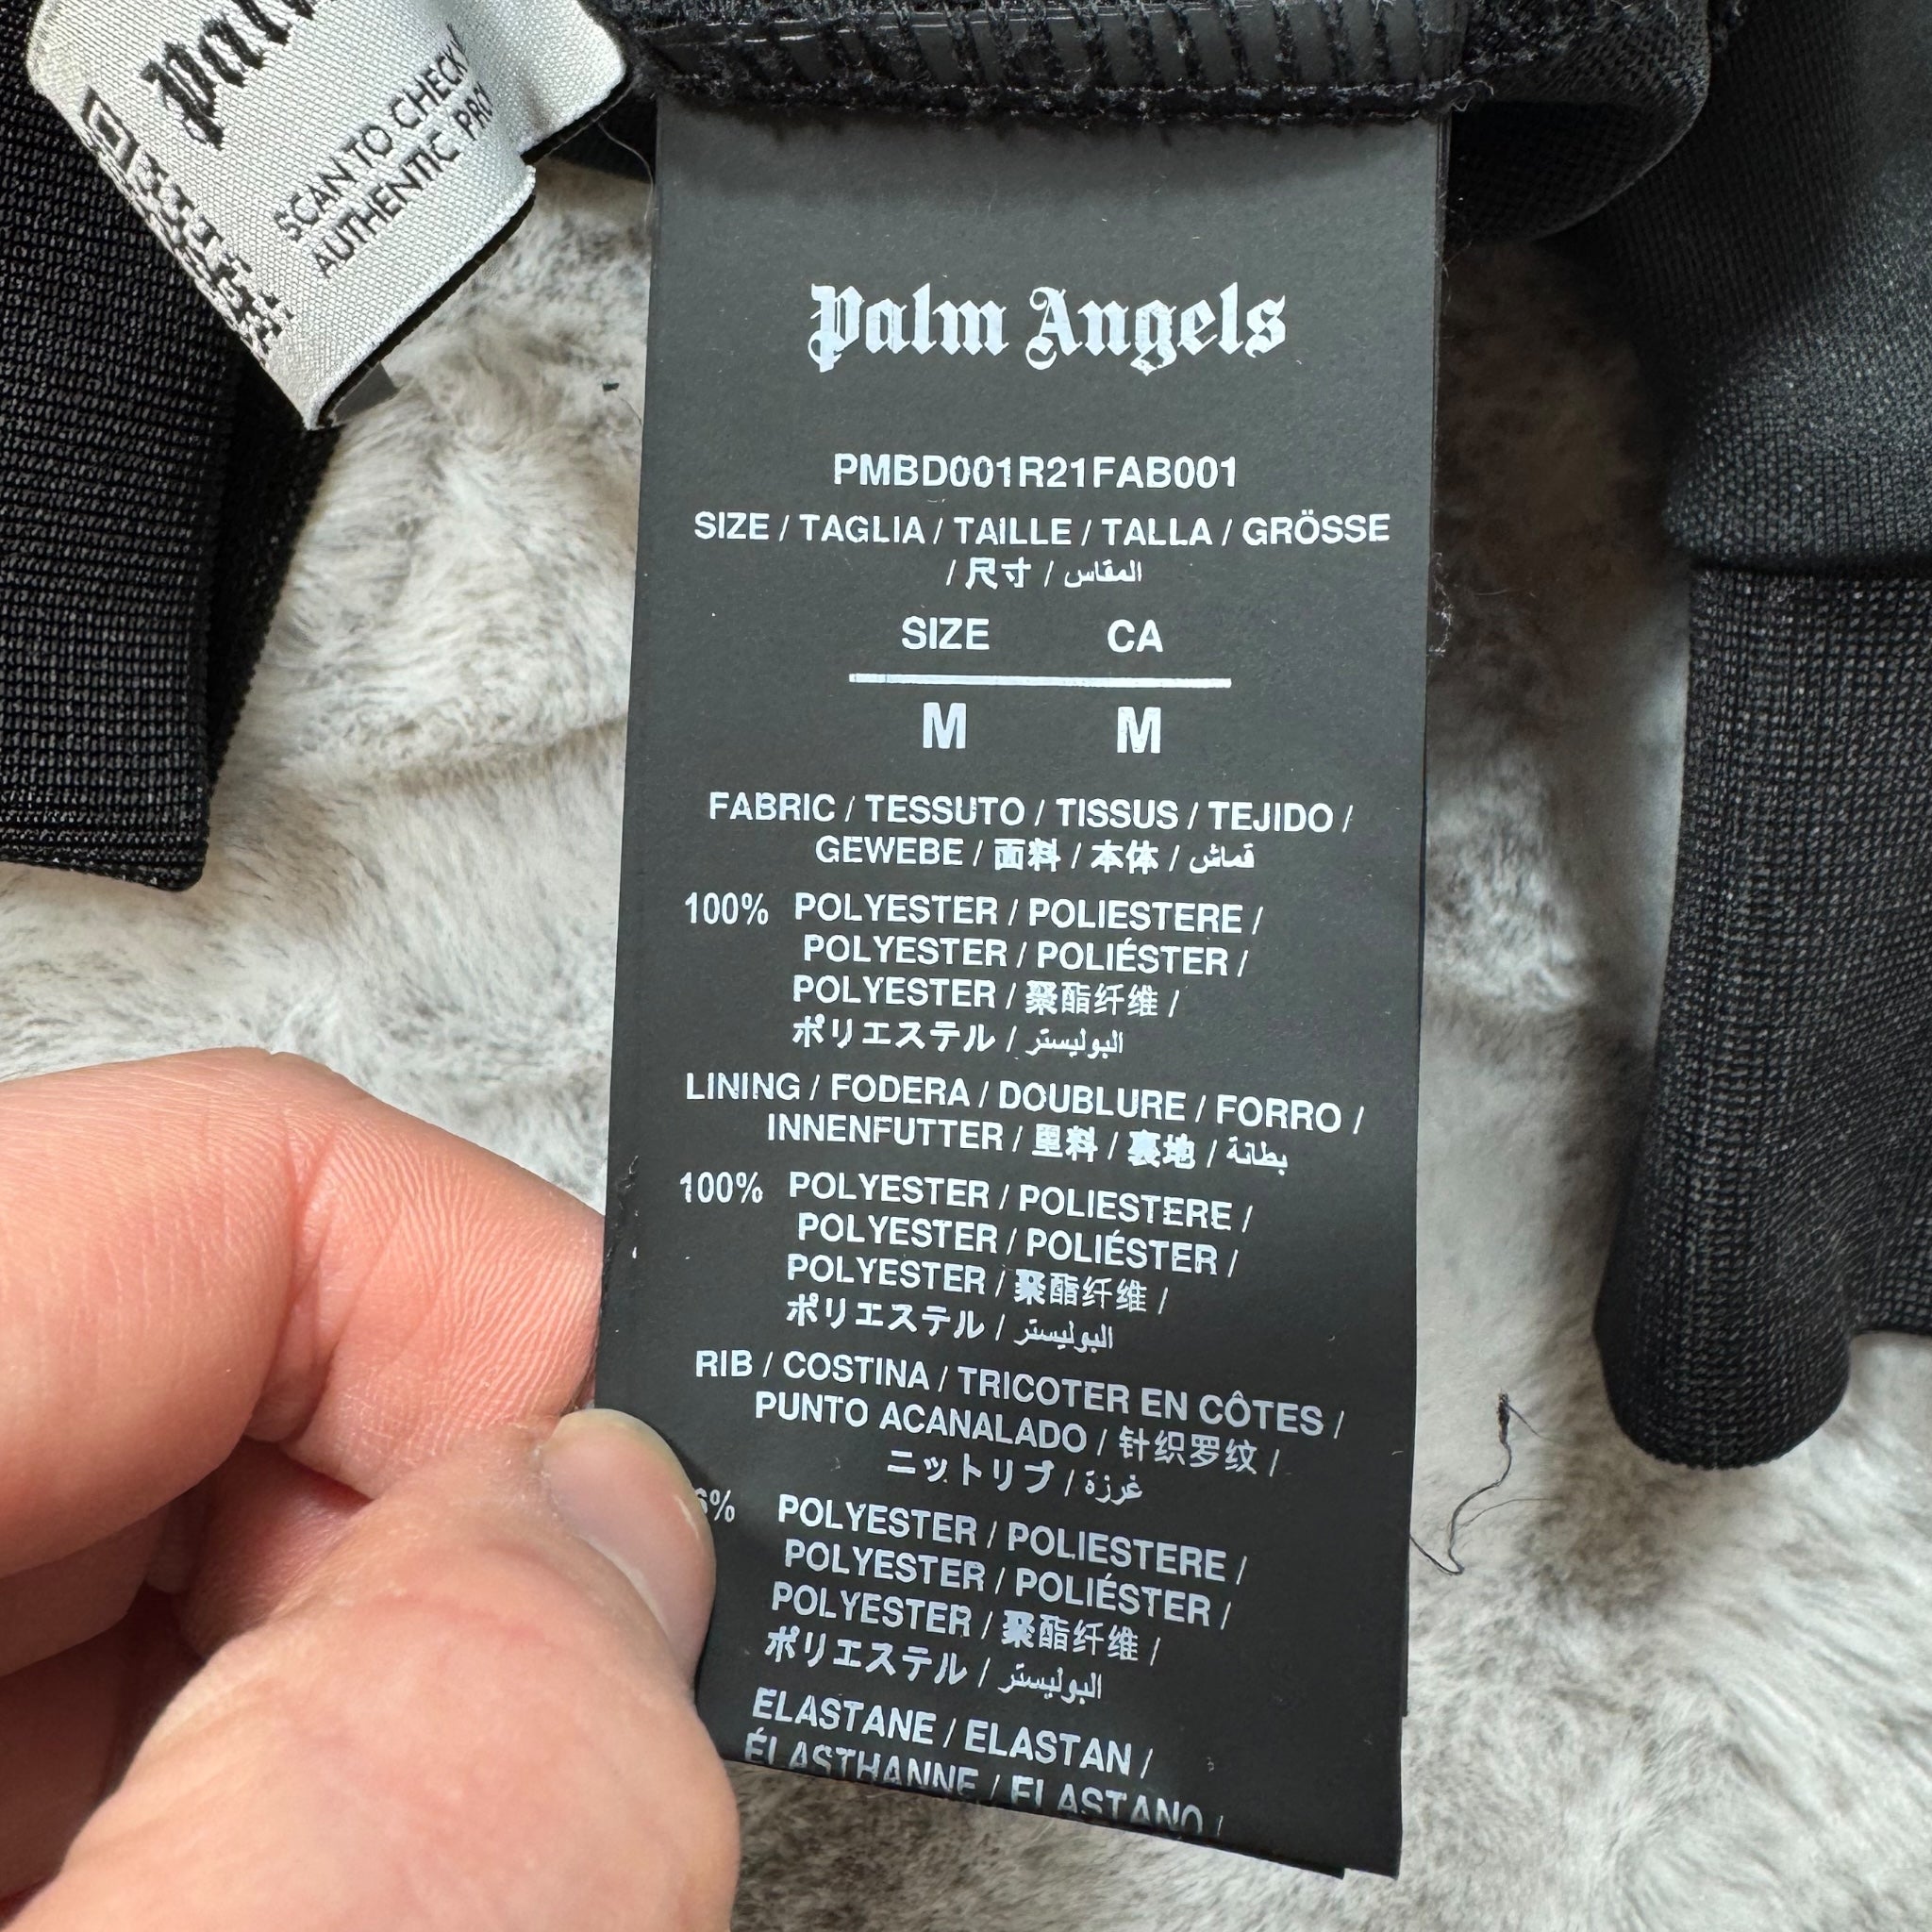 SCAN TO CHECK
AUTHENTIC
Palm Angels
PMBD001R21FAB001
SIZE / TAGLIA / TAILLE / TALLA / GRÖSSE
/ 尺寸 / المقاس
SIZE CA
M M
FABRIC / TESSUTO / TISSUS / TEJIDO /
GEWEBE / 面料 / 本体 / قماش
100% POLYESTER / POLIESTERE /
POLYESTER / POLIÉSTER /
POLYESTER / 聚酯纤维 /
ポリエステル / البوليستر
LINING / FODERA / DOUBLURE / FORRO /
INNENFUTTER / 里料 / 裏地 / بطانة
100% POLYESTER / POLIESTERE /
POLYESTER / POLIÉSTER /
POLYESTER / 聚酯纤维 /
ポリエステル / البوليستر
RIB / COSTINA / TRICOTER EN CÔTES /
PUNTO ACANALADO / 针织罗纹 /
ニットリブ / غرزة
POLYESTER / POLIESTERE /
POLYESTER / POLIÉSTER /
POLYESTER / 聚酯纤维 /
ポリエステル / البوليستر
ELASTANE / ELASTAN /
ÉLASTHANNE / ELASTANO /